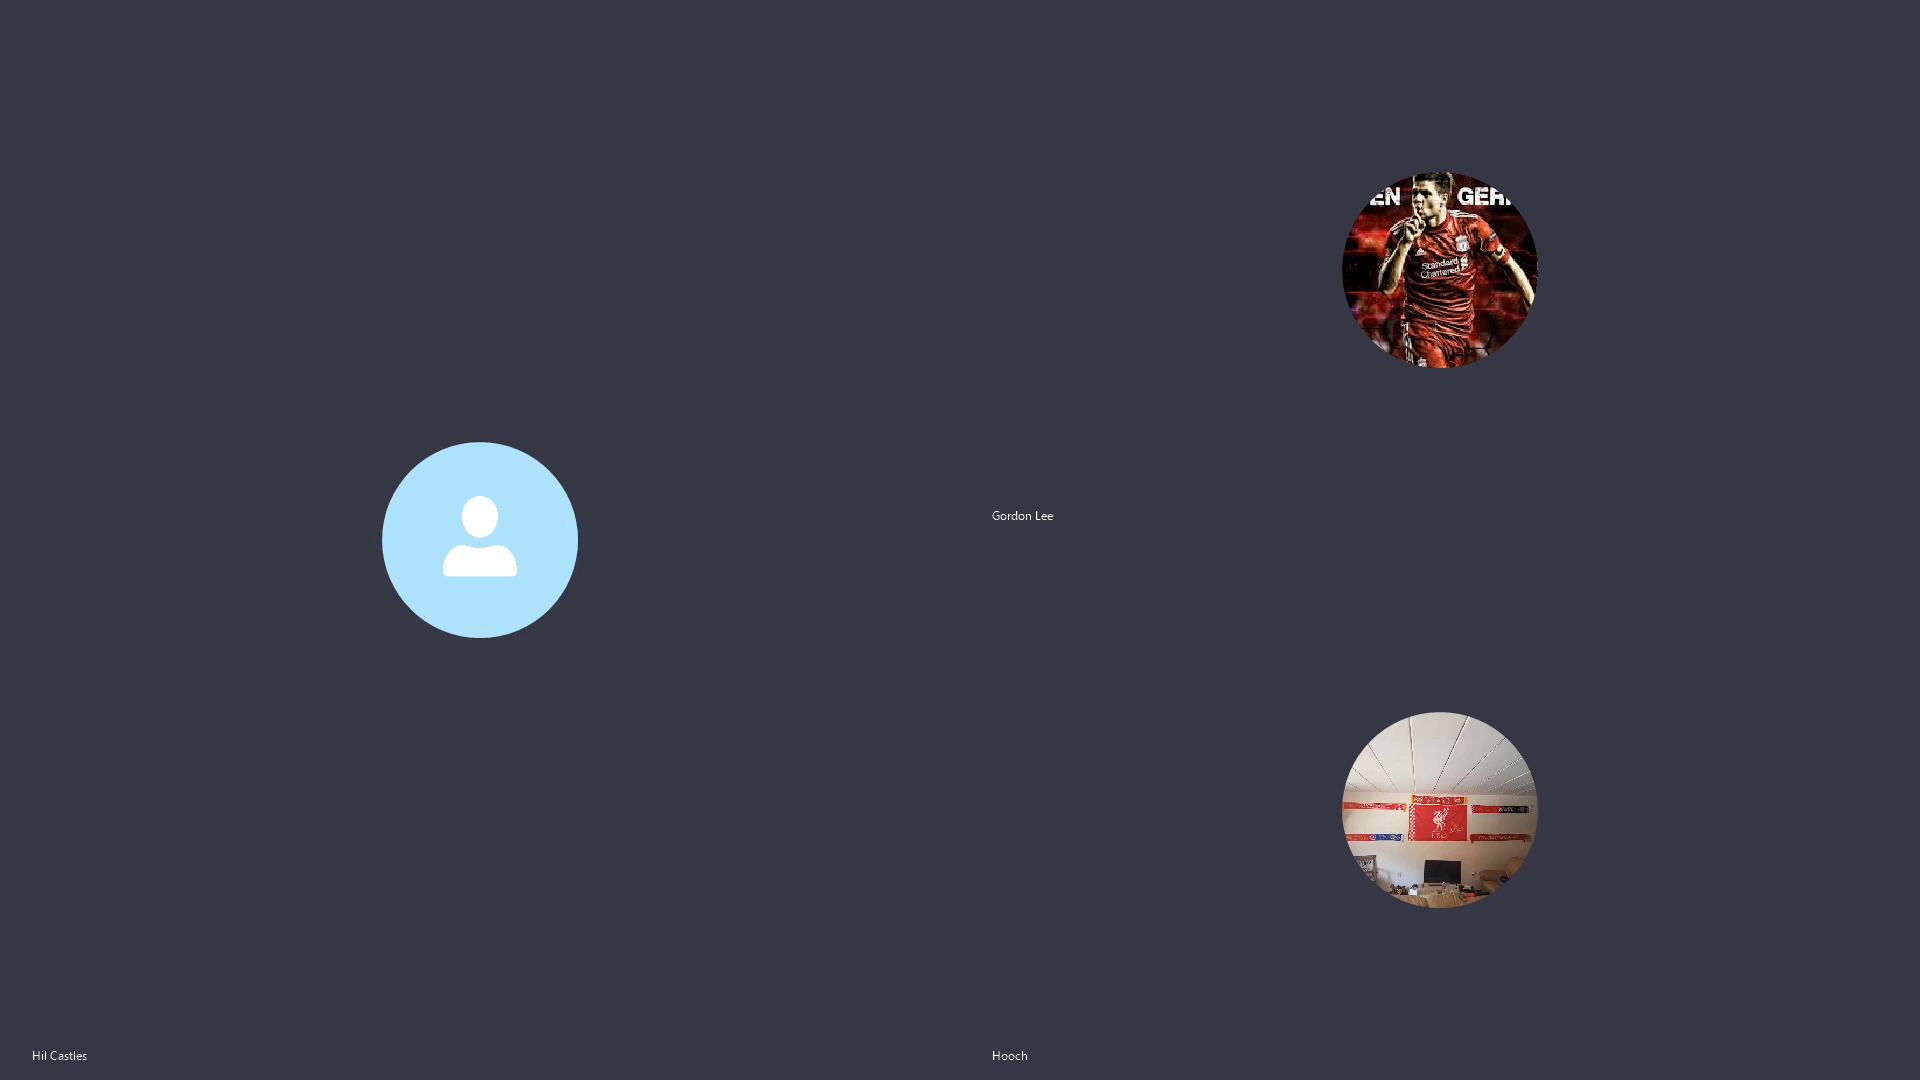 EN GER
Standard
Chartered
Gordon Lee
L.F.C.
Hil Castles
Hooch